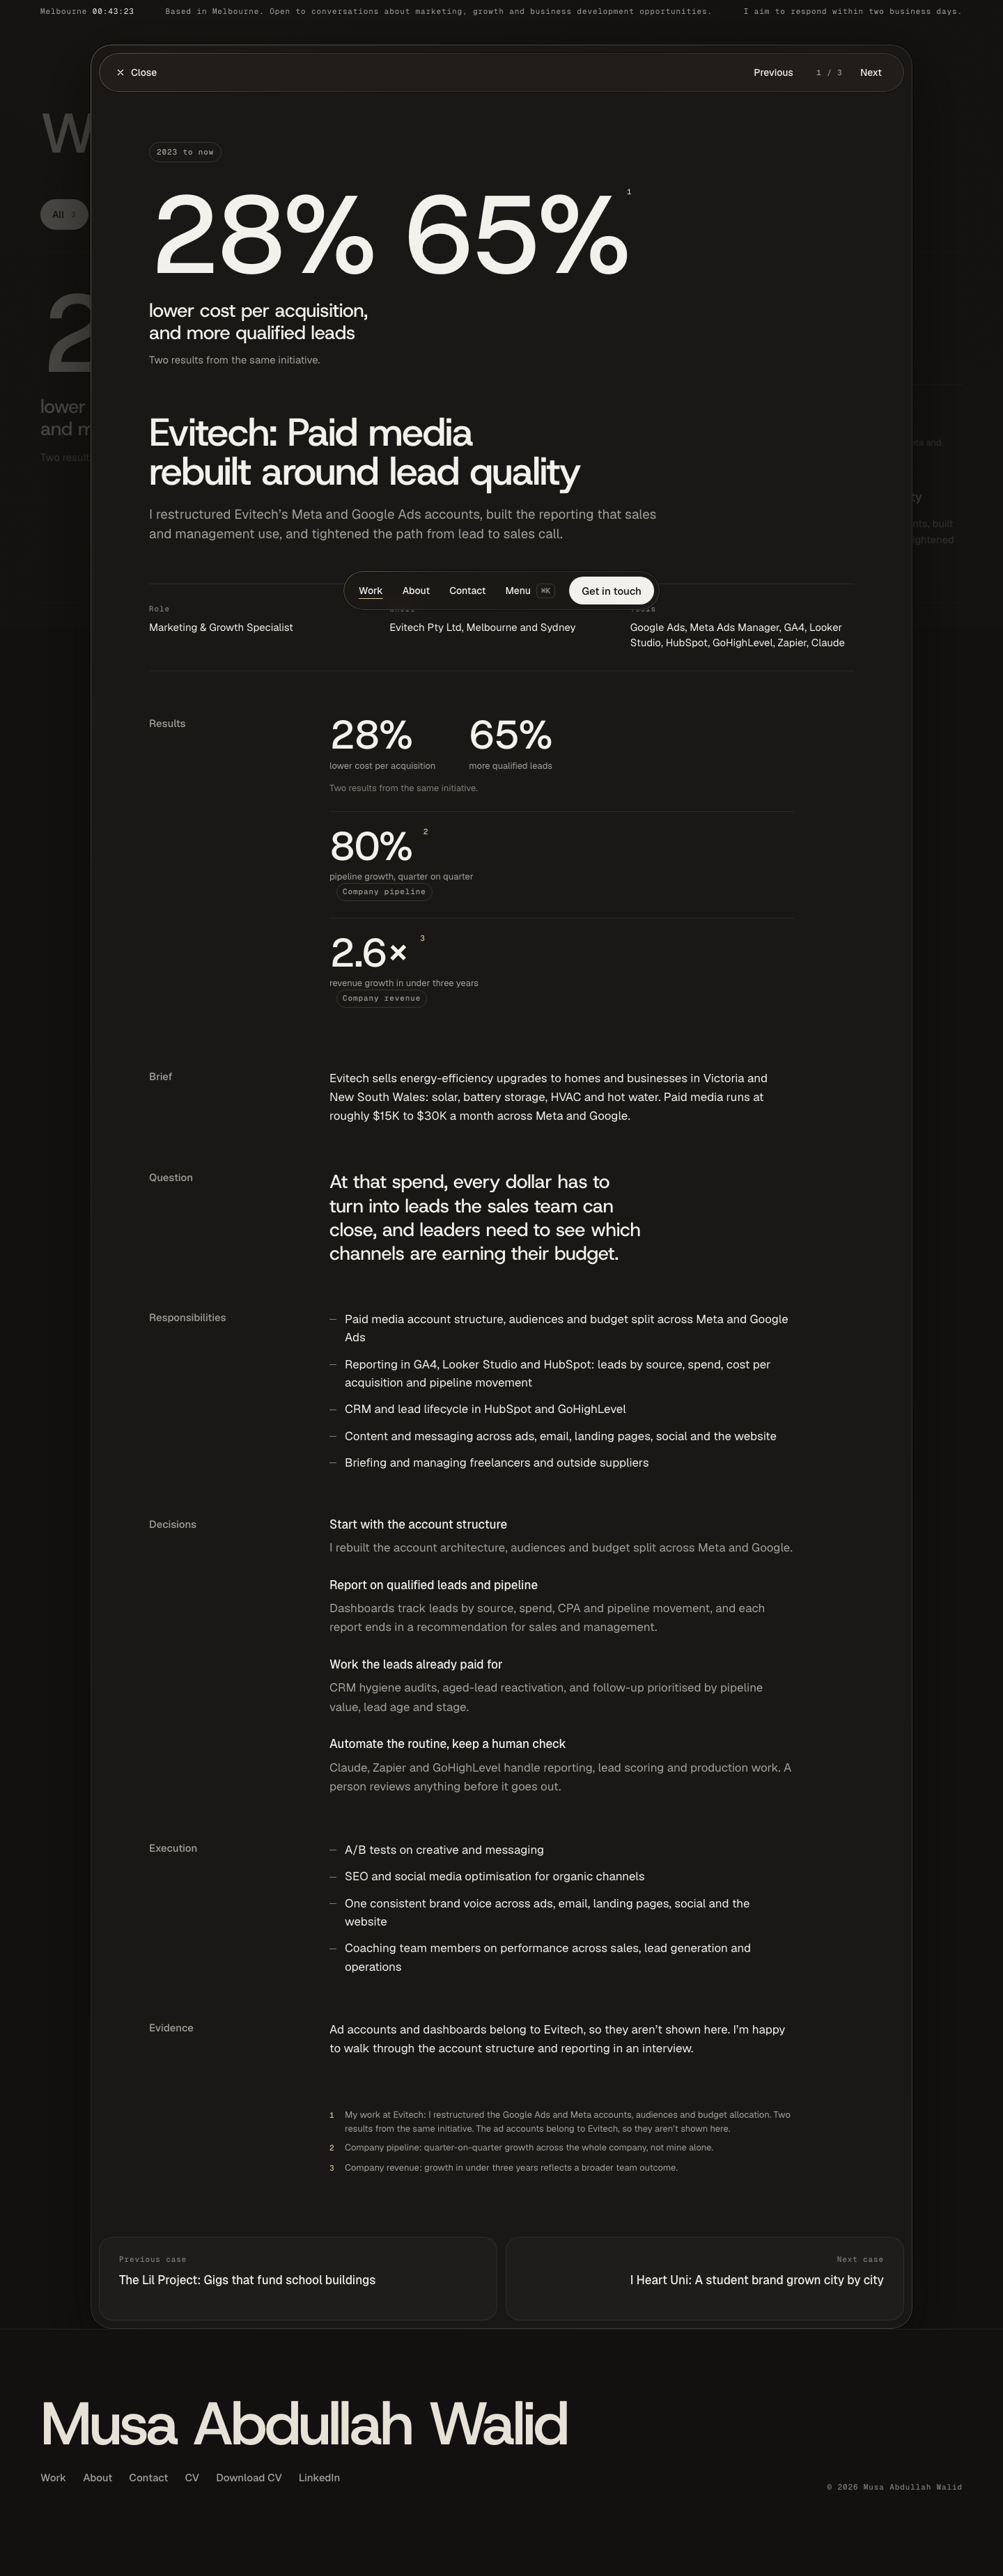 Melbourne 00:43:23
Based in Melbourne. Open to conversations about marketing, growth and business development opportunities.
I aim to respond within two business days.
× Close
Previous
1 / 3
Next
W
All 3
2
lower
and m
Two result
2023 to now
28% 65% 1
lower cost per acquisition,
and more qualified leads
Two results from the same initiative.
Evitech: Paid media
rebuilt around lead quality
I restructured Evitech’s Meta and Google Ads accounts, built the reporting that sales
and management use, and tightened the path from lead to sales call.
Work
About
Contact
Menu ⌘K
Get in touch
Role
Marketing & Growth Specialist
Evitech Pty Ltd, Melbourne and Sydney
Google Ads, Meta Ads Manager, GA4, Looker
Studio, HubSpot, GoHighLevel, Zapier, Claude
Results
28%
lower cost per acquisition
65%
more qualified leads
Two results from the same initiative.
80% 2
pipeline growth, quarter on quarter
Company pipeline
2.6× 3
revenue growth in under three years
Company revenue
Brief
Evitech sells energy-efficiency upgrades to homes and businesses in Victoria and
New South Wales: solar, battery storage, HVAC and hot water. Paid media runs at
roughly $15K to $30K a month across Meta and Google.
Question
At that spend, every dollar has to
turn into leads the sales team can
close, and leaders need to see which
channels are earning their budget.
Responsibilities
— Paid media account structure, audiences and budget split across Meta and Google
Ads
— Reporting in GA4, Looker Studio and HubSpot: leads by source, spend, cost per
acquisition and pipeline movement
— CRM and lead lifecycle in HubSpot and GoHighLevel
— Content and messaging across ads, email, landing pages, social and the website
— Briefing and managing freelancers and outside suppliers
Decisions
Start with the account structure
I rebuilt the account architecture, audiences and budget split across Meta and Google.
Report on qualified leads and pipeline
Dashboards track leads by source, spend, CPA and pipeline movement, and each
report ends in a recommendation for sales and management.
Work the leads already paid for
CRM hygiene audits, aged-lead reactivation, and follow-up prioritised by pipeline
value, lead age and stage.
Automate the routine, keep a human check
Claude, Zapier and GoHighLevel handle reporting, lead scoring and production work. A
person reviews anything before it goes out.
Execution
— A/B tests on creative and messaging
— SEO and social media optimisation for organic channels
— One consistent brand voice across ads, email, landing pages, social and the
website
— Coaching team members on performance across sales, lead generation and
operations
Evidence
Ad accounts and dashboards belong to Evitech, so they aren’t shown here. I’m happy
to walk through the account structure and reporting in an interview.
1 My work at Evitech: I restructured the Google Ads and Meta accounts, audiences and budget allocation. Two
results from the same initiative. The ad accounts belong to Evitech, so they aren’t shown here.
2 Company pipeline: quarter-on-quarter growth across the whole company, not mine alone.
3 Company revenue: growth in under three years reflects a broader team outcome.
Previous case
The Lil Project: Gigs that fund school buildings
Next case
I Heart Uni: A student brand grown city by city
Musa Abdullah Walid
Work
About
Contact
CV
Download CV
LinkedIn
© 2026 Musa Abdullah Walid